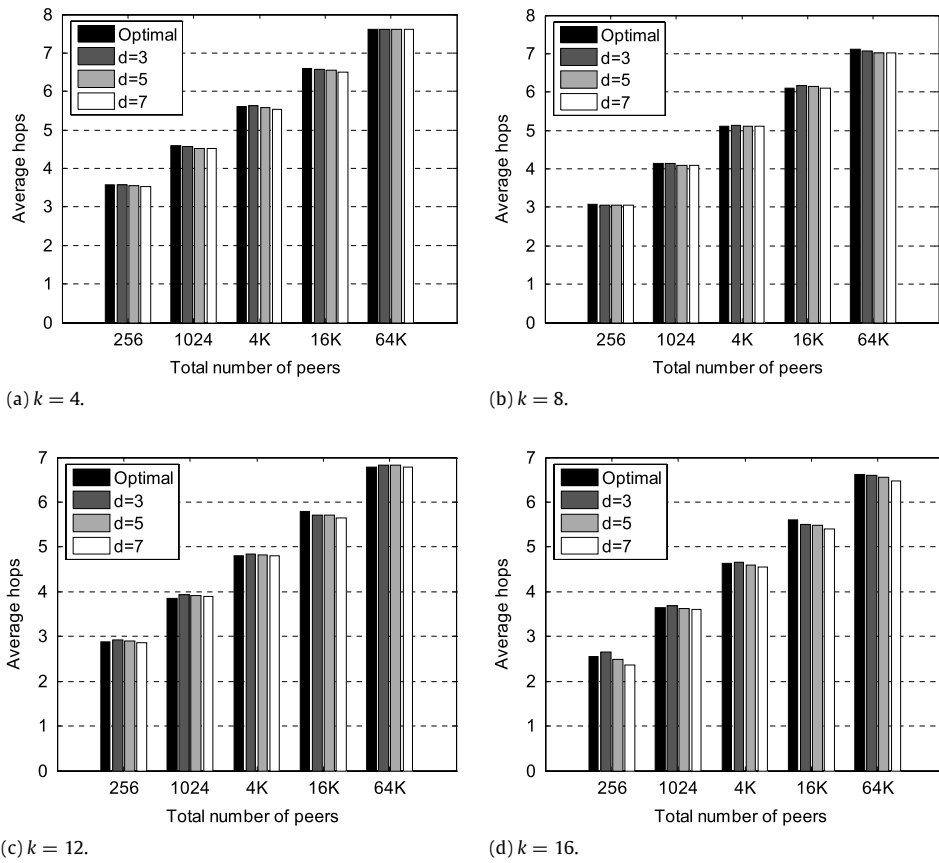 8
7
6
5
4
3
2
1
0
Average hops
Optimal
d=3
d=5
d=7
256 1024 4K 16K 64K
Total number of peers
(a) k = 4.
8
7
6
5
4
3
2
1
0
Average hops
Optimal
d=3
d=5
d=7
256 1024 4K 16K 64K
Total number of peers
(b) k = 8.
7
6
5
4
3
2
1
0
Average hops
Optimal
d=3
d=5
d=7
256 1024 4K 16K 64K
Total number of peers
(c) k = 12.
7
6
5
4
3
2
1
0
Average hops
Optimal
d=3
d=5
d=7
256 1024 4K 16K 64K
Total number of peers
(d) k = 16.